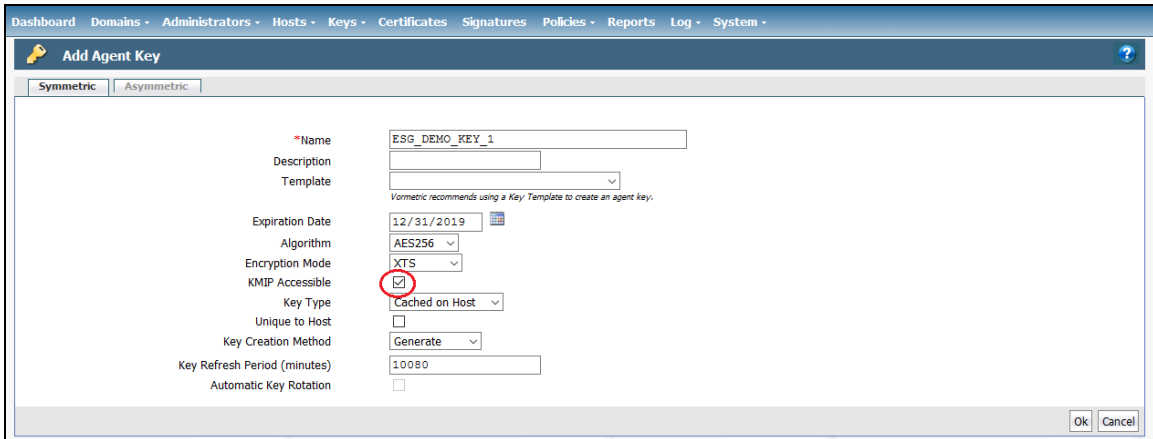 Dashboard Domains Administrators Hosts Keys Certificates Signatures Policies Reports Log System
Add Agent Key ?
Symmetric Asymmetric
*Name ESG_DEMO_KEY_1
Description
Template
Vormetric recommends using a Key Template to create an agent key.
Expiration Date 12/31/2019
Algorithm AES256
Encryption Mode XTS
KMIP Accessible
Key Type Cached on Host
Unique to Host
Key Creation Method Generate
Key Refresh Period (minutes) 10080
Automatic Key Rotation
Ok Cancel